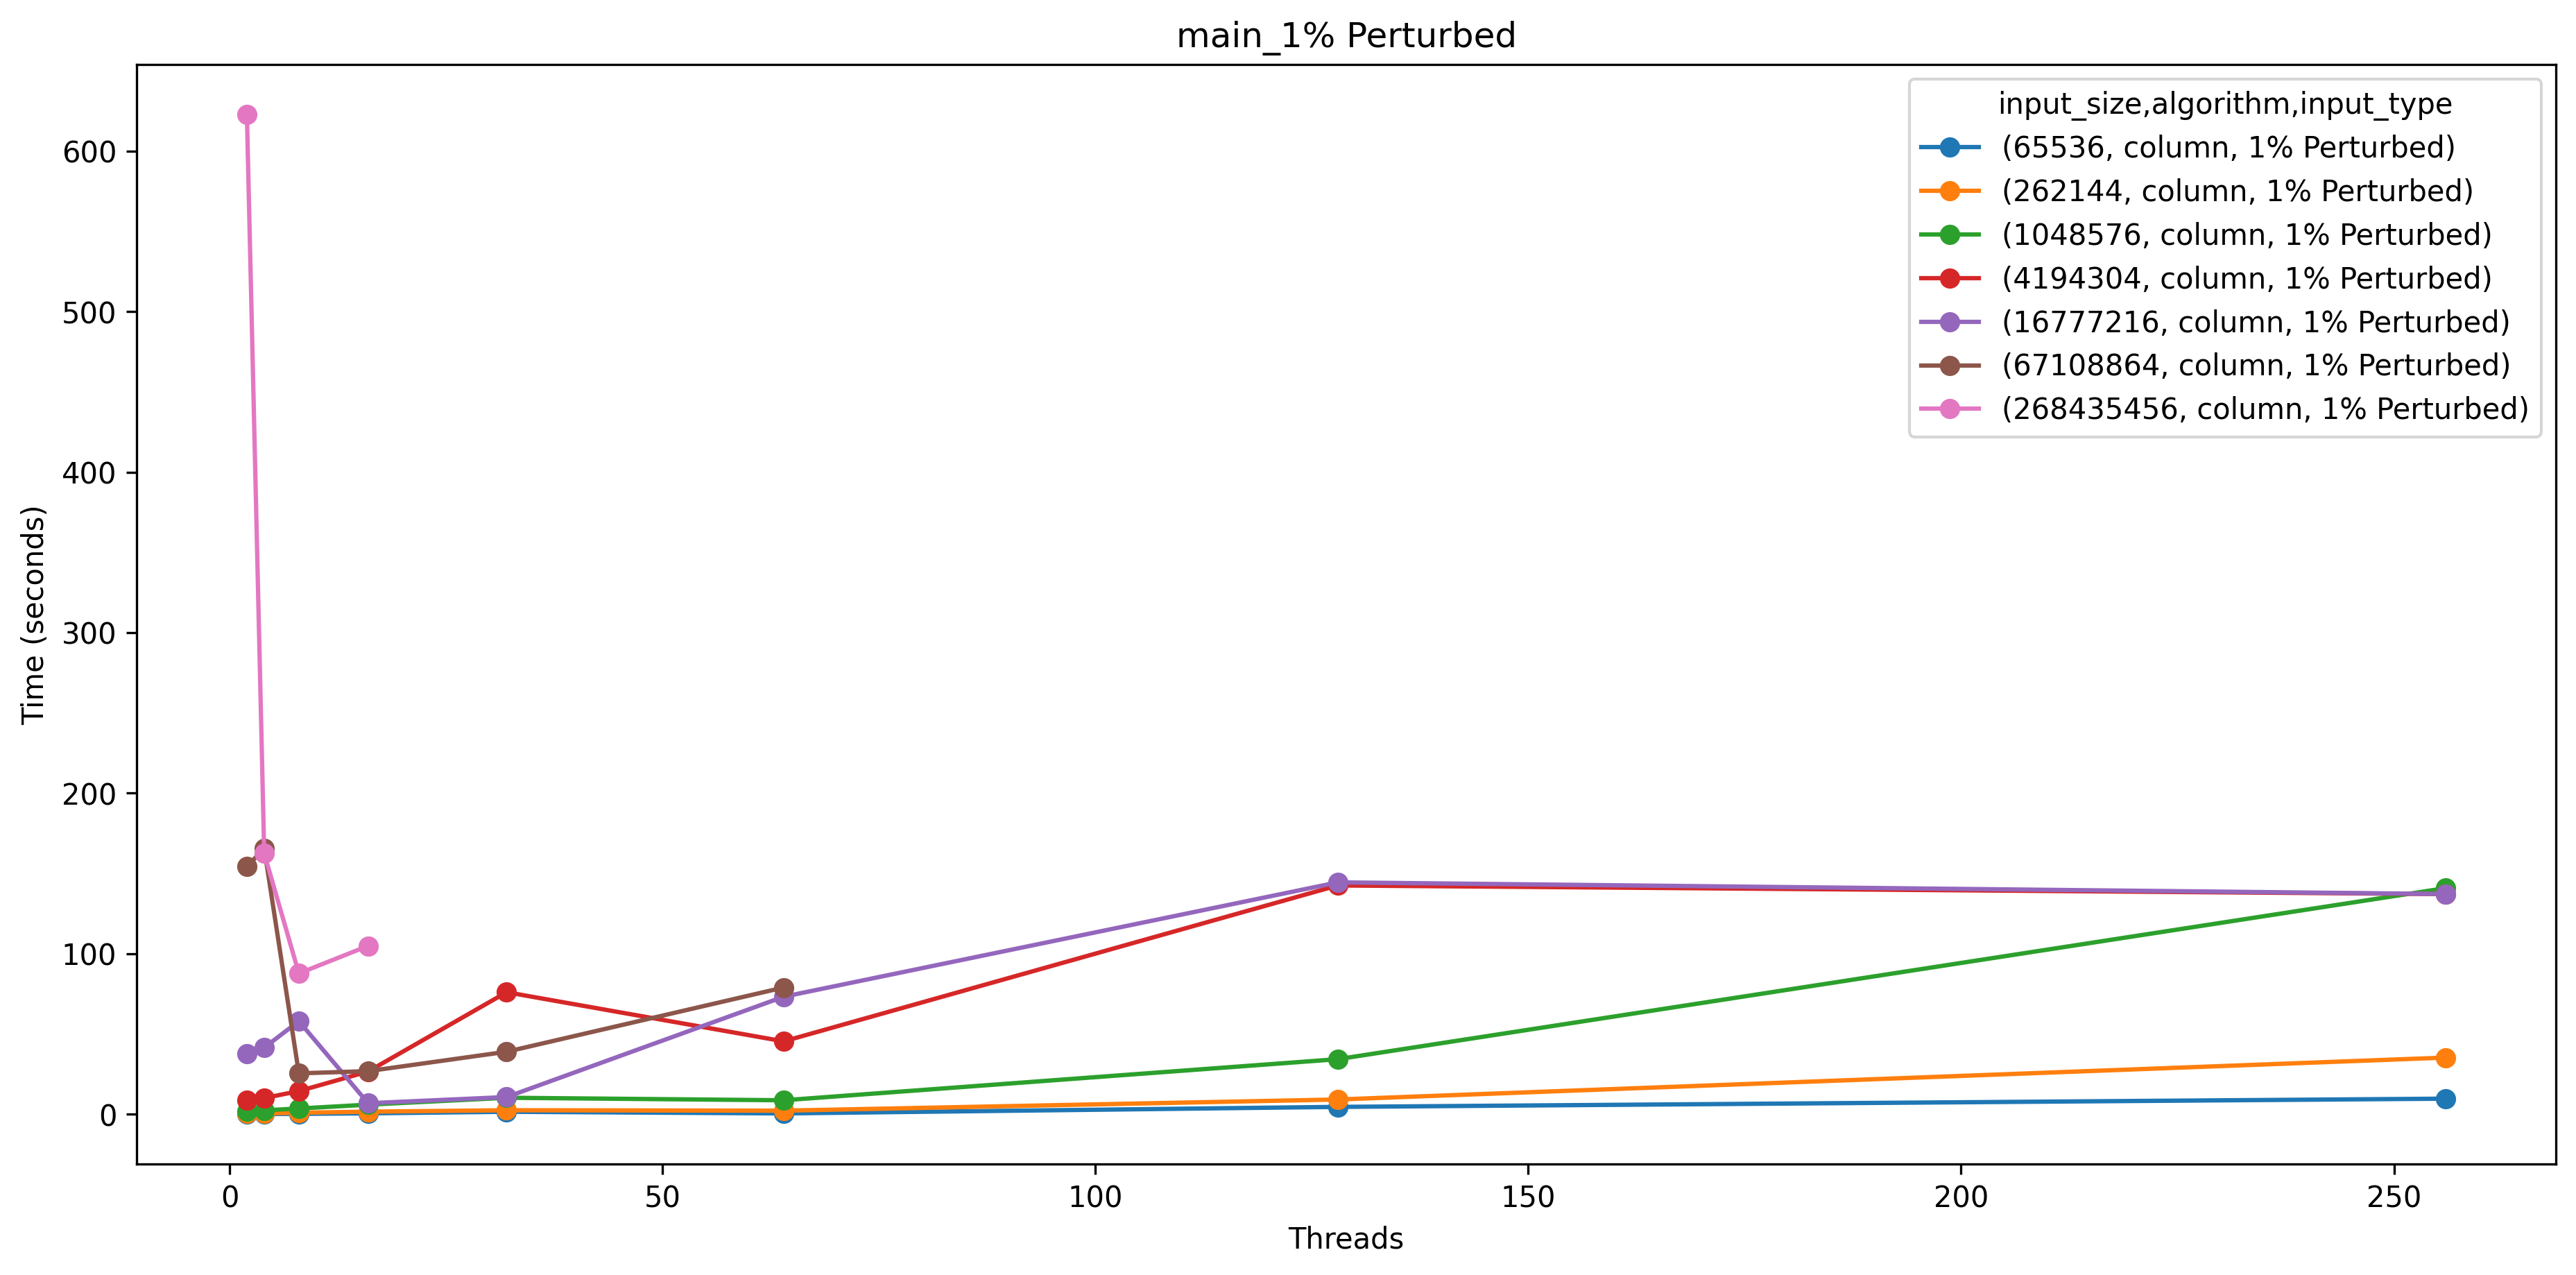 main_1% Perturbed
input_size,algorithm,input_type
(65536, column, 1% Perturbed)
(262144, column, 1% Perturbed)
(1048576, column, 1% Perturbed)
(4194304, column, 1% Perturbed)
(16777216, column, 1% Perturbed)
(67108864, column, 1% Perturbed)
(268435456, column, 1% Perturbed)
Time (seconds)
600
500
400
300
200
100
0
0 50 100 150 200 250
Threads